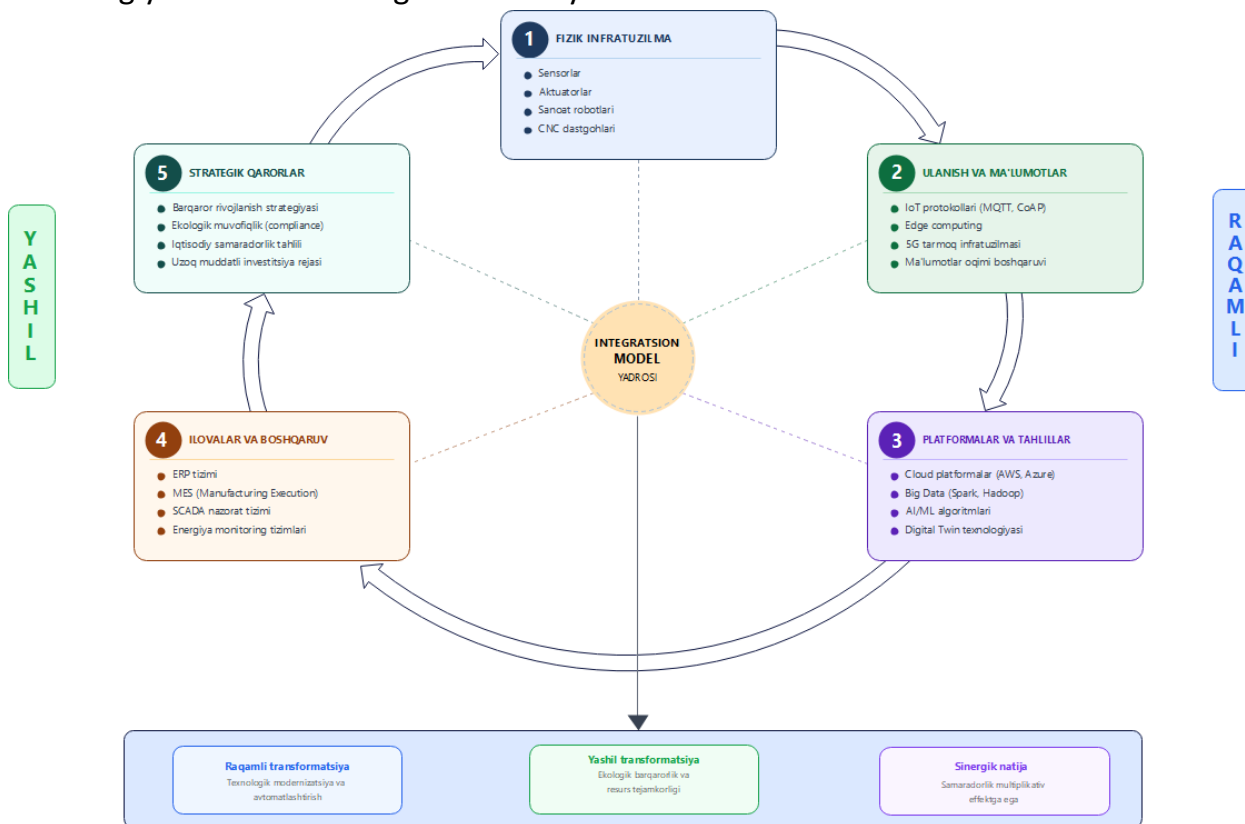 1 FIZIK INFRATUZILMA
Sensorlar
Aktuatorlar
Sanoat robotlari
CNC dastgohlari
5 STRATEGIK QARORLAR
Barqaror rivojlanish strategiyasi
Ekologik muvofiqlik (compliance)
Iqtisodiy samaradorlik tahlili
Uzoq muddatli investitsiya rejasi
2 ULANISH VA MA'LUMOTLAR
IoT protokollari (MQTT, CoAP)
Edge computing
5G tarmoq infratuzilmasi
Ma'lumotlar oqimi boshqaruvi
YASHIL
RAQAMLI
INTEGRATSION
MODEL
YADROSI
4 ILOVALAR VA BOSHQARUV
ERP tizimi
MES (Manufacturing Execution)
SCADA nazorat tizimi
Energiya monitoring tizimlari
3 PLATFORMALAR VA TAHLILLAR
Cloud platformalar (AWS, Azure)
Big Data (Spark, Hadoop)
AI/ML algoritmlari
Digital Twin texnologiyasi
Raqamli transformatsiya
Texnologik modernizatsiya va
avtomatlashtirish
Yashil transformatsiya
Ekologik barqarorlik va
resurs tejamkorligi
Sinergik natija
Samaradorlik multiplikativ
effektga ega